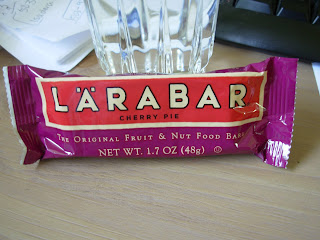 LÄRABAR®
CHERRY PIE
THE ORIGINAL FRUIT & NUT FOOD BAR
NET WT. 1.7 OZ (48g)